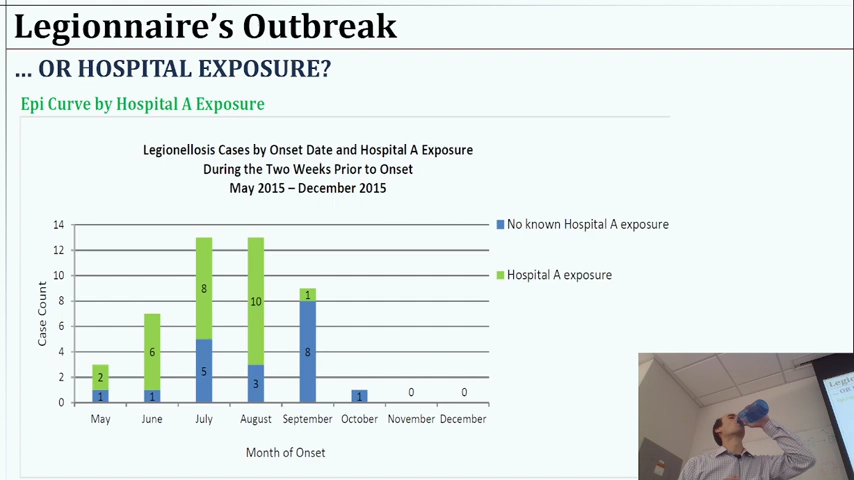 Legionnaire's Outbreak
... OR HOSPITAL EXPOSURE?
Epi Curve by Hospital A Exposure
Legionellosis Cases by Onset Date and Hospital A Exposure
During the Two Weeks Prior to Onset
May 2015 – December 2015
14
12
10
8
6
4
2
0
Case Count
2
1
6
1
8
5
10
3
1
8
1
0
0
May June July August September October November December
Month of Onset
No known Hospital A exposure
Hospital A exposure